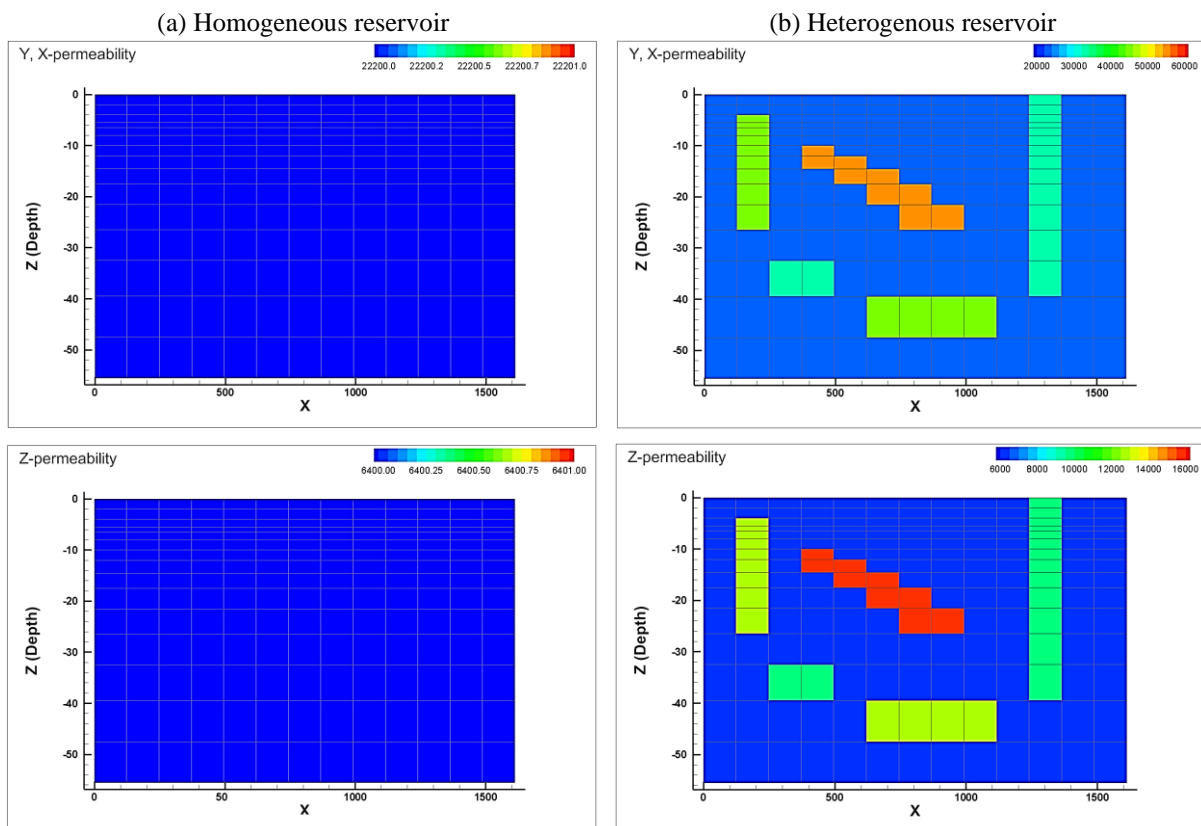 (a) Homogeneous reservoir
(b) Heterogenous reservoir
Y, X-permeability
22200.0 22200.2 22200.5 22200.7 22201.0
0
-10
-20
-30
-40
-50
Z (Depth)
0 500 1000 1500
X
Y, X-permeability
20000 30000 40000 50000 60000
0
-10
-20
-30
-40
-50
Z (Depth)
0 500 1000 1500
X
Z-permeability
6400.00 6400.25 6400.50 6400.75 6401.00
0
-10
-20
-30
-40
-50
Z (Depth)
0 50 1000 1500
X
Z-permeability
6000 8000 10000 12000 14000 16000
0
-10
-20
-30
-40
-50
Z (Depth)
0 500 1000 1500
X